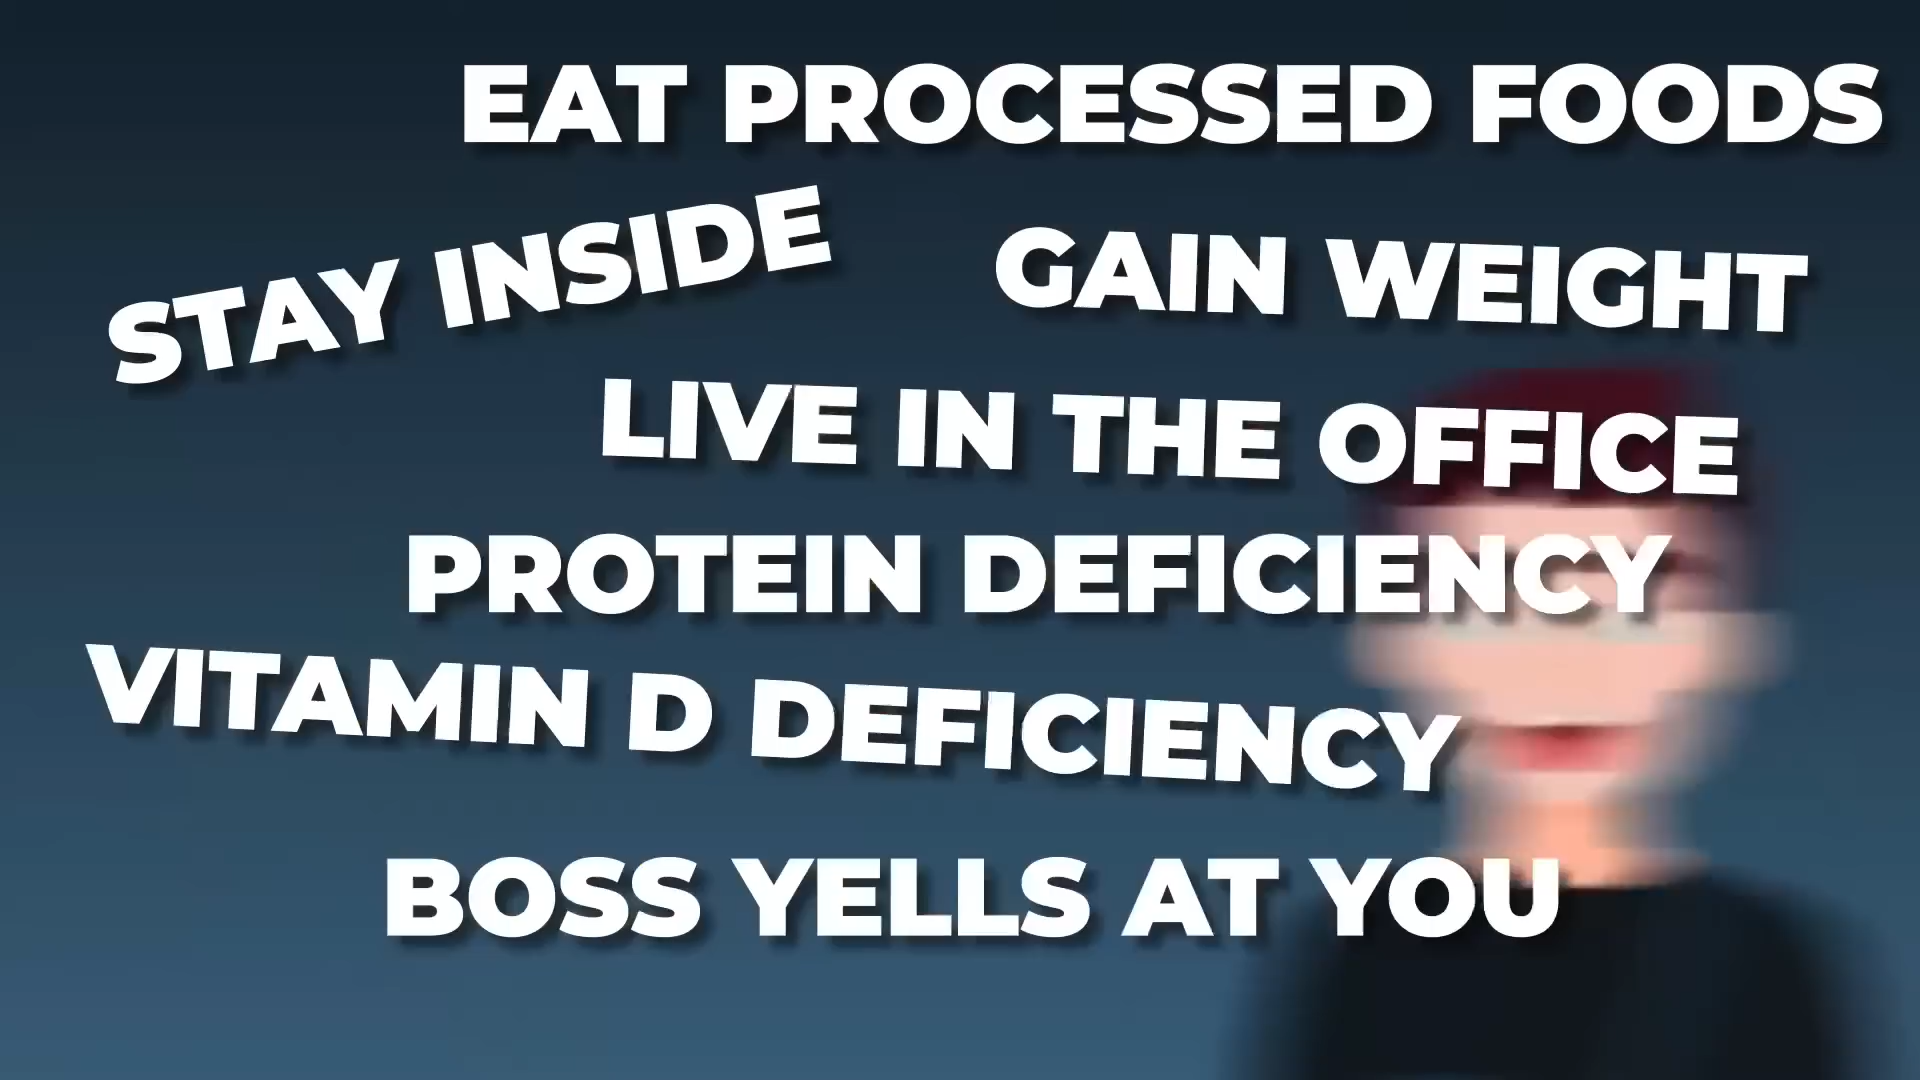 EAT PROCESSED FOODS
STAY INSIDE
GAIN WEIGHT
LIVE IN THE OFFICE
PROTEIN DEFICIENCY
VITAMIN D DEFICIENCY
BOSS YELLS AT YOU